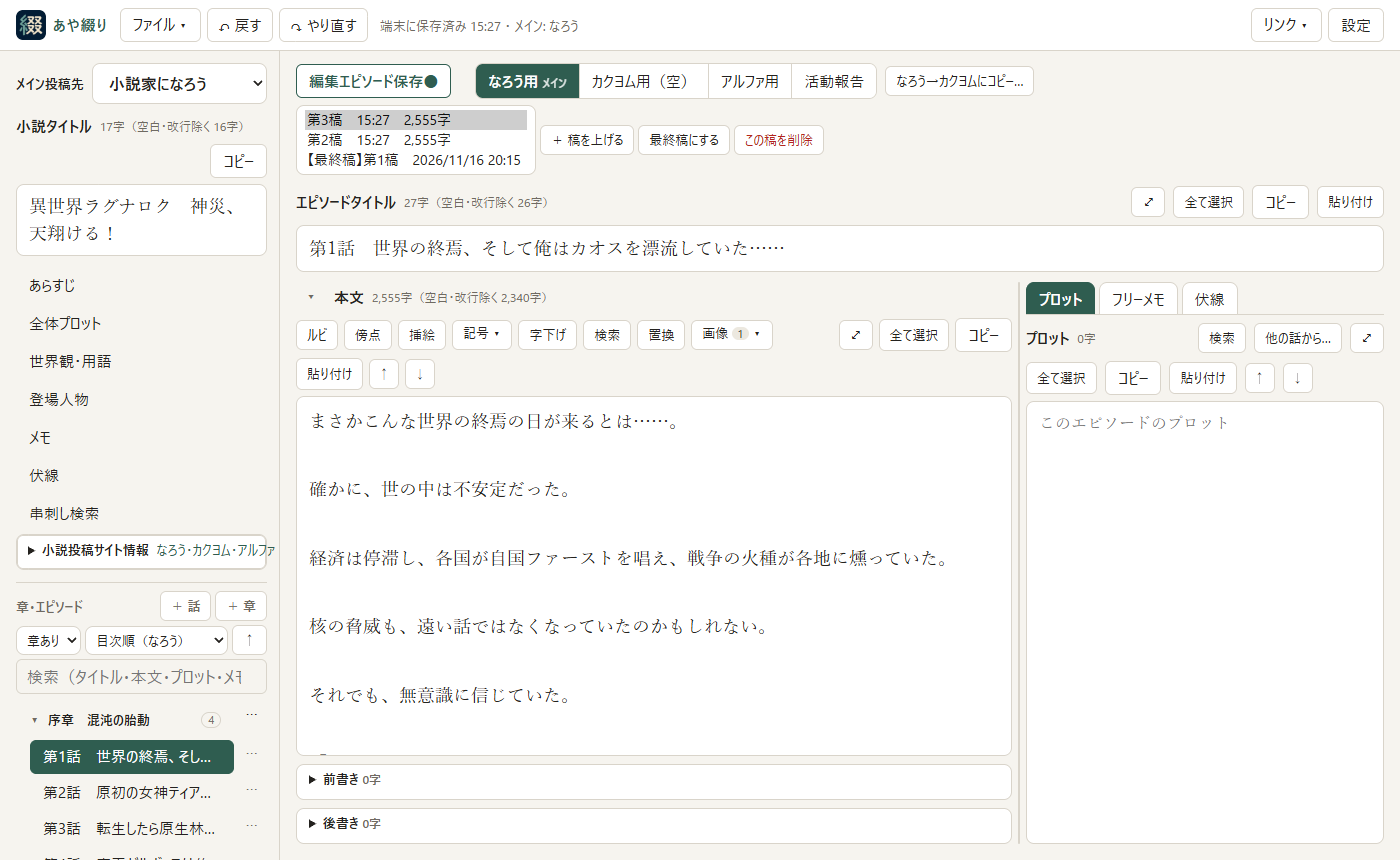 綴 あや綴り ファイル ▾ 戻す やり直す 端末に保存済み 15:27・メイン: なろう リンク ▾ 設定
メイン投稿先 小説家になろう
小説タイトル 17字（空白・改行除く16字）
コピー
異世界ラグナロク　神災、
天翔ける！
あらすじ
全体プロット
世界観・用語
登場人物
メモ
伏線
串刺し検索
▶ 小説投稿サイト情報 なろう・カクヨム・アルファ
章・エピソード ＋ 話 ＋ 章
章あり 目次順（なろう） ↑
検索（タイトル・本文・プロット・メモ
▾ 序章　混沌の胎動 4 …
第1話　世界の終焉、そし... …
第2話　原初の女神ティア... …
第3話　転生したら原生林... …
編集エピソード保存● なろう用 メイン カクヨム用（空） アルファ用 活動報告 なろう→カクヨムにコピー...
第3稿　15:27　2,555字
第2稿　15:27　2,555字
【最終稿】第1稿　2026/11/16 20:15
＋ 稿を上げる 最終稿にする この稿を削除
エピソードタイトル 27字（空白・改行除く26字） ⤢ 全て選択 コピー 貼り付け
第1話　世界の終焉、そして俺はカオスを漂流していた……
▾ 本文 2,555字（空白・改行除く2,340字）
ルビ 傍点 挿絵 記号 ▾ 字下げ 検索 置換 画像 1 ▾ ⤢ 全て選択 コピー
貼り付け ↑ ↓
まさかこんな世界の終焉の日が来るとは……。
確かに、世の中は不安定だった。
経済は停滞し、各国が自国ファーストを唱え、戦争の火種が各地に燻っていた。
核の脅威も、遠い話ではなくなっていたのかもしれない。
それでも、無意識に信じていた。
▶ 前書き 0字
▶ 後書き 0字
プロット フリーメモ 伏線
プロット 0字 検索 他の話から... ⤢
全て選択 コピー 貼り付け ↑ ↓
このエピソードのプロット